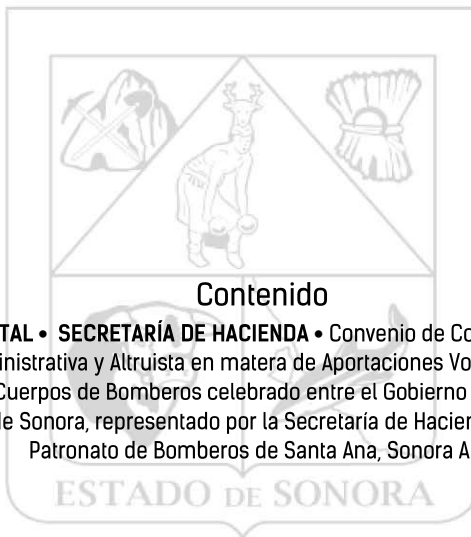 Contenido
TAL • SECRETARÍA DE HACIENDA • Convenio de Co
inistrativa y Altruista en matera de Aportaciones Vo
Cuerpos de Bomberos celebrado entre el Gobierno
de Sonora, representado por la Secretaría de Hacien
Patronato de Bomberos de Santa Ana, Sonora A
ESTADO DE SONORA